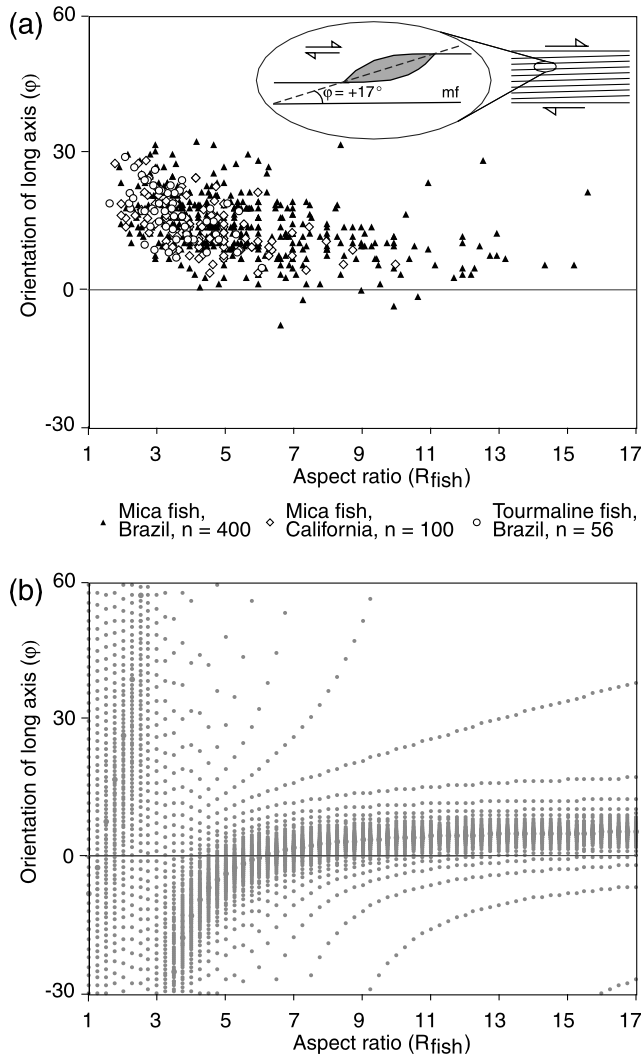 (a)
60
30
0
-30
Orientation of long axis (φ)
φ = +17°
mf
1 3 5 7 9 11 13 15 17
Aspect ratio (Rfish)
Mica fish, Brazil, n = 400
Mica fish, California, n = 100
Tourmaline fish, Brazil, n = 56
(b)
60
30
0
-30
Orientation of long axis (φ)
1 3 5 7 9 11 13 15 17
Aspect ratio (Rfish)